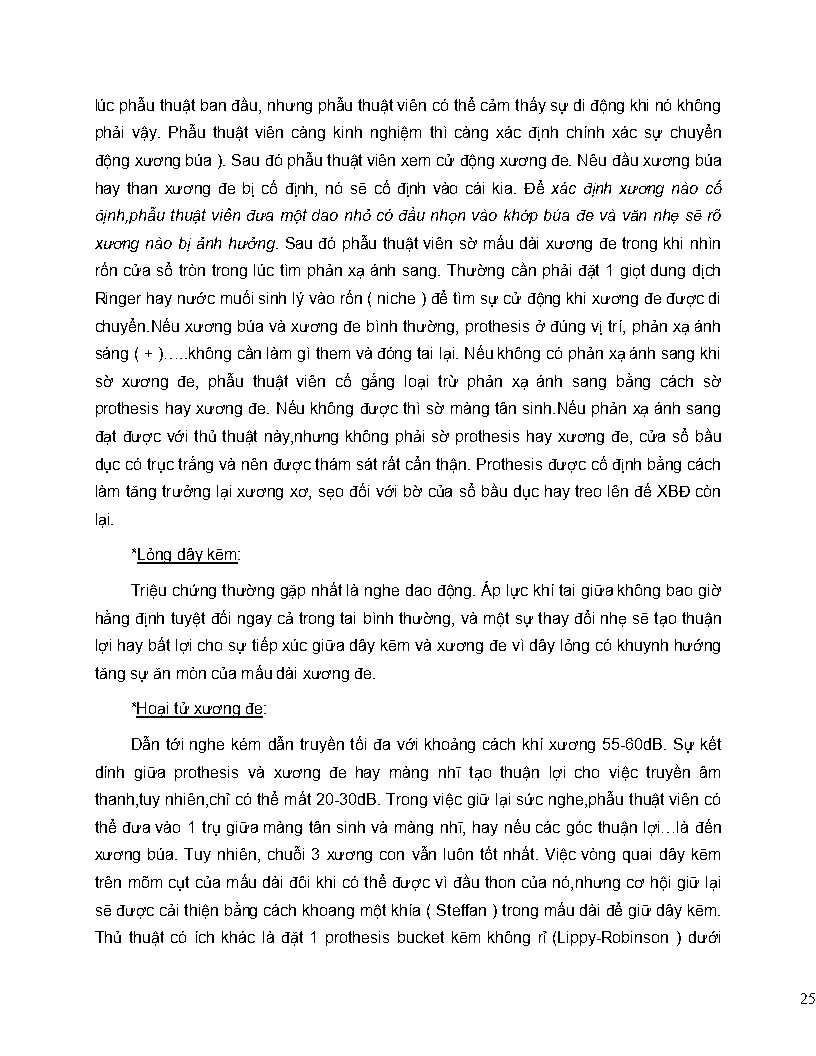 lúc phẫu thuật ban đầu, nhưng phẫu thuật viên có thể cảm thấy sự di động khi nó không
phải vậy. Phẫu thuật viên càng kinh nghiệm thì càng xác định chính xác sự chuyển
động xương búa ). Sau đó phẫu thuật viên xem cử động xương đe. Nêu đầu xương búa
hay than xương đe bị cố định, nó sẽ cố định vào cái kia. Để xác định xương nào cố
định,phẫu thuật viên đưa một dao nhỏ có đầu nhọn vào khớp búa đe và văn nhẹ sẽ rõ
xương nào bị ảnh hưởng. Sau đó phẫu thuật viên sờ mấu dài xương đe trong khi nhìn
rốn cửa sổ tròn trong lúc tìm phản xạ ánh sang. Thường cần phải đặt 1 giọt dung dịch
Ringer hay nước muối sinh lý vào rốn ( niche ) để tìm sự cử động khi xương đe được di
chuyển.Nếu xương búa và xương đe bình thường, prothesis ở đúng vị trí, phản xạ ánh
sáng ( + )…..không cần làm gì them và đóng tai lại. Nếu không có phản xạ ánh sang khi
sờ xương đe, phẫu thuật viên cố gắng loại trừ phản xạ ánh sang bằng cách sờ
prothesis hay xương đe. Nếu không được thì sờ màng tân sinh.Nếu phản xạ ánh sang
đạt được với thủ thuật này,nhưng không phải sờ prothesis hay xương đe, cửa sổ bầu
dục có trục trặng và nên được thám sát rất cẩn thận. Prothesis được cố định bằng cách
làm tăng trưởng lại xương xơ, sẹo đối với bờ của sổ bầu dục hay treo lên đế XBĐ còn
lại.
*Lỏng dây kẽm:
Triệu chứng thường gặp nhất là nghe dao động. Áp lực khí tai giữa không bao giờ
hằng định tuyệt đối ngay cả trong tai bình thường, và một sự thay đổi nhẹ sẽ tạo thuận
lợi hay bất lợi cho sự tiếp xúc giữa dây kẽm và xương đe vì dây lỏng có khuynh hướng
tăng sự ăn mòn của mấu dài xương đe.
*Hoại tử xương đe:
Dẫn tới nghe kém dẫn truyền tối đa với khoảng cách khí xương 55-60dB. Sự kết
dính giữa prothesis và xương đe hay màng nhĩ tạo thuận lợi cho việc truyền âm
thanh,tuy nhiên,chỉ có thể mất 20-30dB. Trong việc giữ lại sức nghe,phẫu thuật viên có
thể đưa vào 1 trụ giữa màng tân sinh và màng nhĩ, hay nếu các góc thuận lợi…là đến
xương búa. Tuy nhiên, chuỗi 3 xương con vẫn luôn tốt nhất. Việc vòng quai dây kẽm
trên mõm cụt của mấu dài đôi khi có thể được vì đầu thon của nó,nhưng cơ hội giữ lại
sẽ được cải thiện bằng cách khoang một khía ( Steffan ) trong mấu dài để giữ dây kẽm.
Thủ thuật có ích khác là đặt 1 prothesis bucket kẽm không rỉ (Lippy-Robinson ) dưới
25